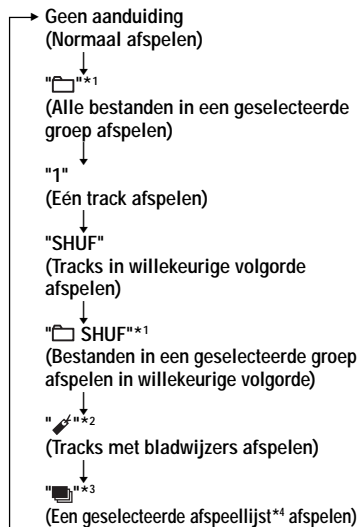 Geen aanduiding
(Normaal afspelen)
"🗀"*1
(Alle bestanden in een geselecteerde
groep afspelen)
"1"
(Eén track afspelen)
"SHUF"
(Tracks in willekeurige volgorde
afspelen)
"🗀 SHUF"*1
(Bestanden in een geselecteerde groep
afspelen in willekeurige volgorde)
" "*2
(Tracks met bladwijzers afspelen)
" "*3
(Een geselecteerde afspeellijst*4 afspelen)